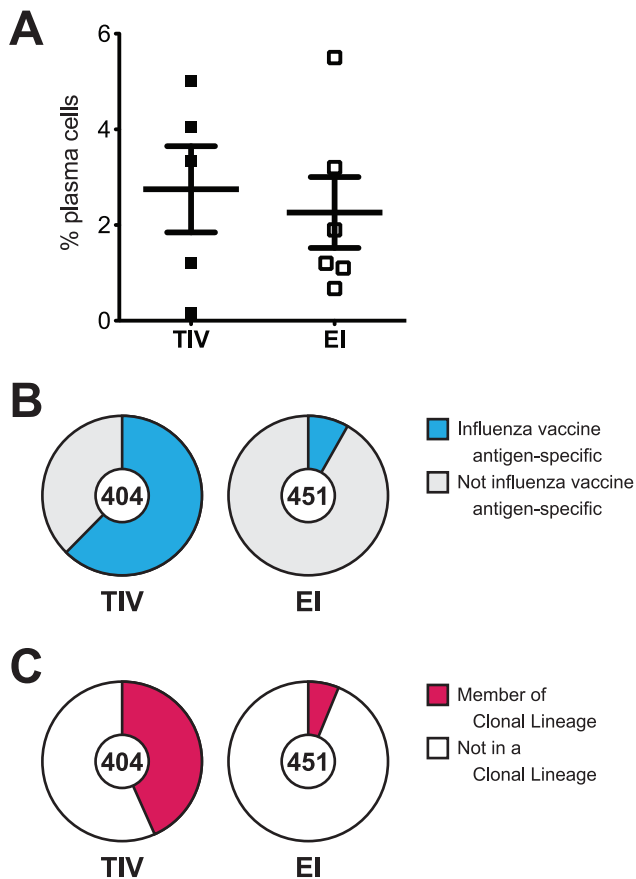 A
% plasma cells
6
4
2
0
TIV
EI
B
404
451
TIV
EI
Influenza vaccine
antigen-specific
Not influenza vaccine
antigen-specific
C
404
451
TIV
EI
Member of
Clonal Lineage
Not in a
Clonal Lineage